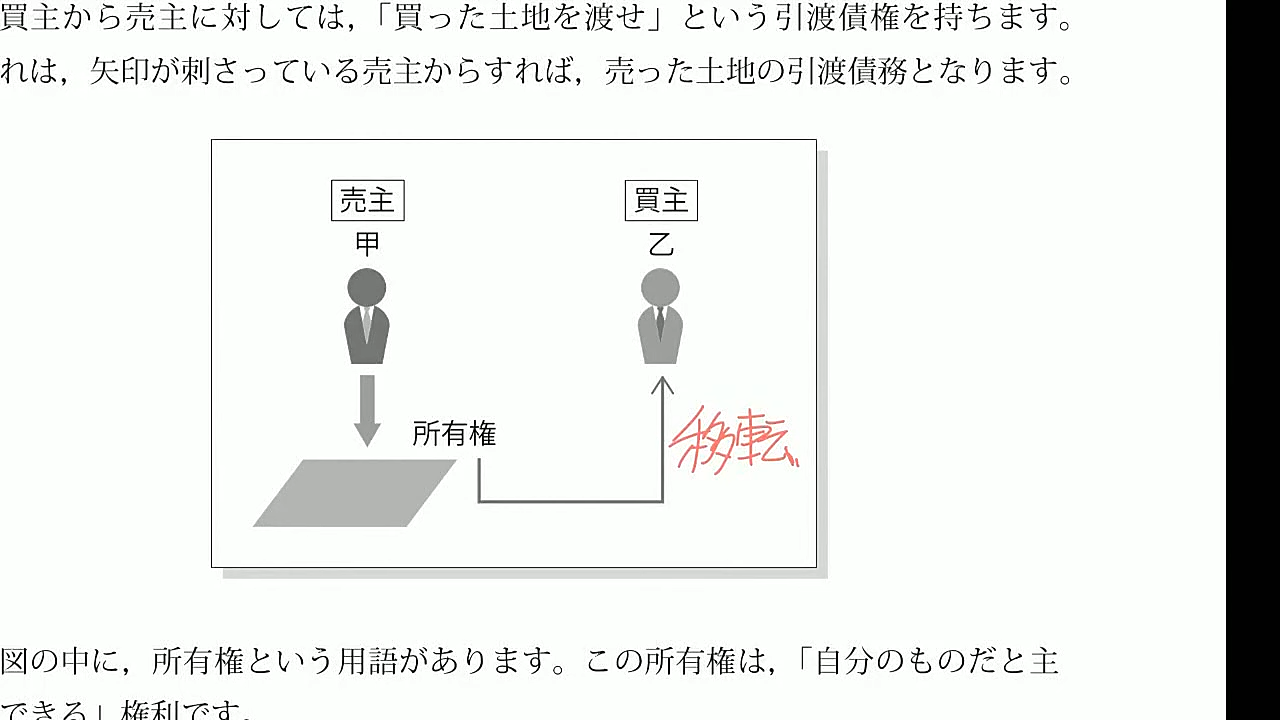 買主から売主に対しては，「買った土地を渡せ」という引渡債権を持ちます。
れは，矢印が刺さっている売主からすれば，売った土地の引渡債務となります。
売主
買主
甲
乙
所有権
移転
図の中に，所有権という用語があります。この所有権は，「自分のものだと主
できる」権利です。